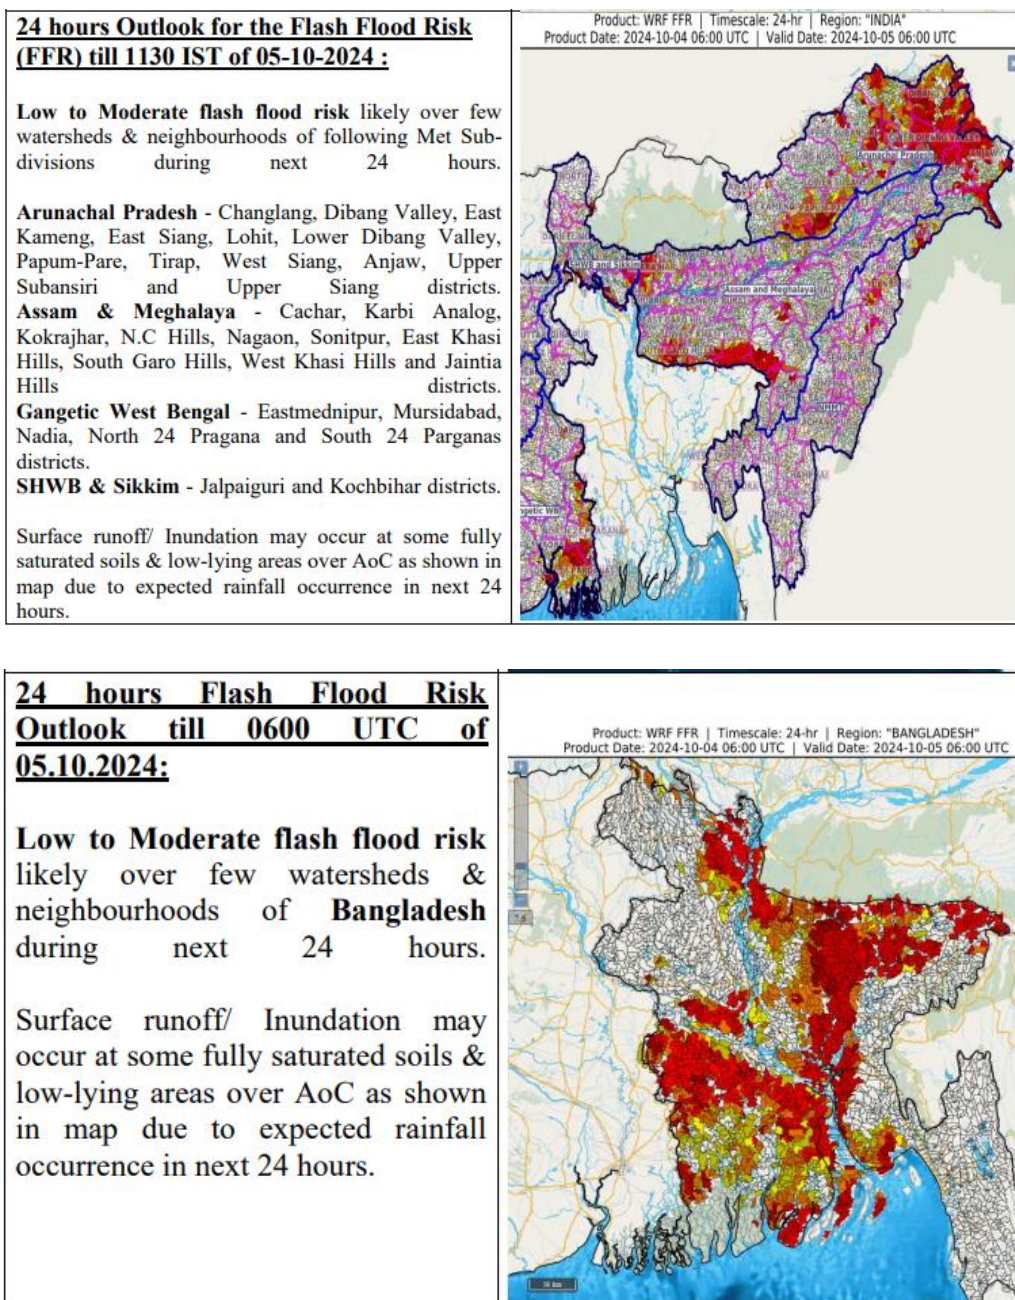 24 hours Outlook for the Flash Flood Risk
(FFR) till 1130 IST of 05-10-2024 :
Low to Moderate flash flood risk likely over few
watersheds & neighbourhoods of following Met Sub-
divisions during next 24 hours.
Arunachal Pradesh - Changlang, Dibang Valley, East
Kameng, East Siang, Lohit, Lower Dibang Valley,
Papum-Pare, Tirap, West Siang, Anjaw, Upper
Subansiri and Upper Siang districts.
Assam & Meghalaya - Cachar, Karbi Analog,
Kokrajhar, N.C Hills, Nagaon, Sonitpur, East Khasi
Hills, South Garo Hills, West Khasi Hills and Jaintia
Hills districts.
Gangetic West Bengal - Eastmednipur, Mursidabad,
Nadia, North 24 Pragana and South 24 Parganas
districts.
SHWB & Sikkim - Jalpaiguri and Kochbihar districts.
Surface runoff/ Inundation may occur at some fully
saturated soils & low-lying areas over AoC as shown in
map due to expected rainfall occurrence in next 24
hours.
Product: WRF FFR | Timescale: 24-hr | Region: "INDIA"
Product Date: 2024-10-04 06:00 UTC | Valid Date: 2024-10-05 06:00 UTC
Arunachal Pradesh
SHWB and Sikkim
Assam and Meghalaya
NMMT
24 hours Flash Flood Risk
Outlook till 0600 UTC of
05.10.2024:
Low to Moderate flash flood risk
likely over few watersheds &
neighbourhoods of Bangladesh
during next 24 hours.
Surface runoff/ Inundation may
occur at some fully saturated soils &
low-lying areas over AoC as shown
in map due to expected rainfall
occurrence in next 24 hours.
Product: WRF FFR | Timescale: 24-hr | Region: "BANGLADESH"
Product Date: 2024-10-04 06:00 UTC | Valid Date: 2024-10-05 06:00 UTC